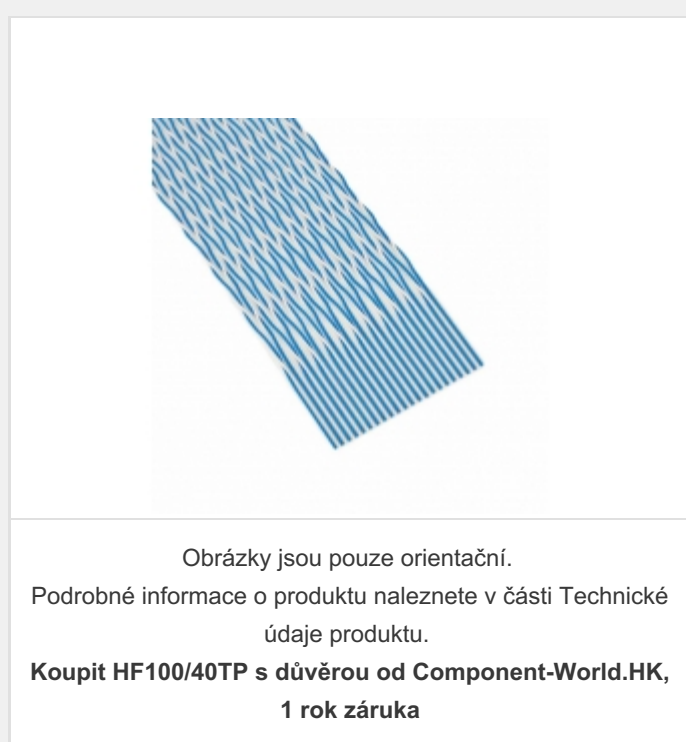 Obrázky jsou pouze orientační.
Podrobné informace o produktu naleznete v části Technické
údaje produktu.
Koupit HF100/40TP s důvěrou od Component-World.HK,
1 rok záruka